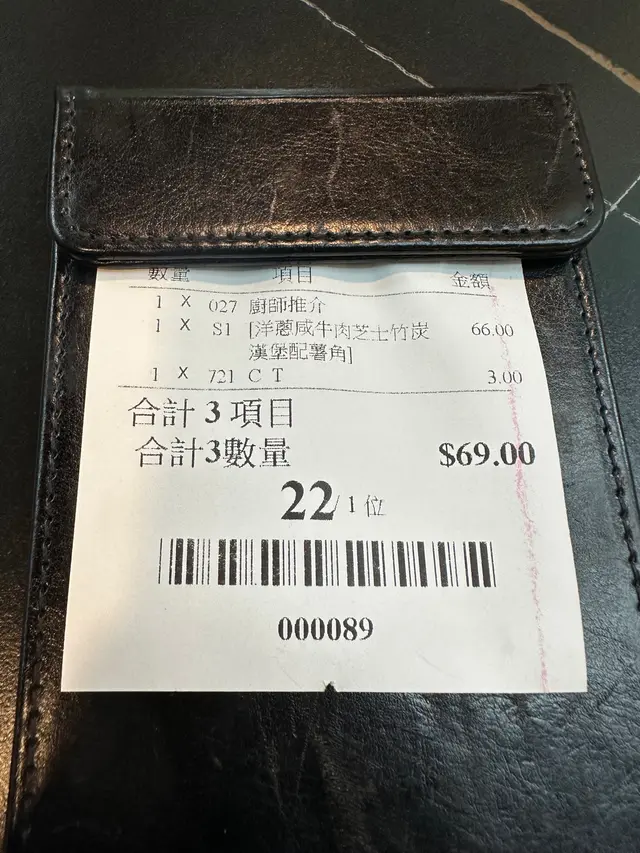 數量 項目 金額
1 X 027 廚師推介
1 X S1 [洋蔥咸牛肉芝士竹炭 66.00
漢堡配薯角]
1 X 721 C T 3.00
合計 3 項目
合計3數量 $69.00
22/ 1 位
000089